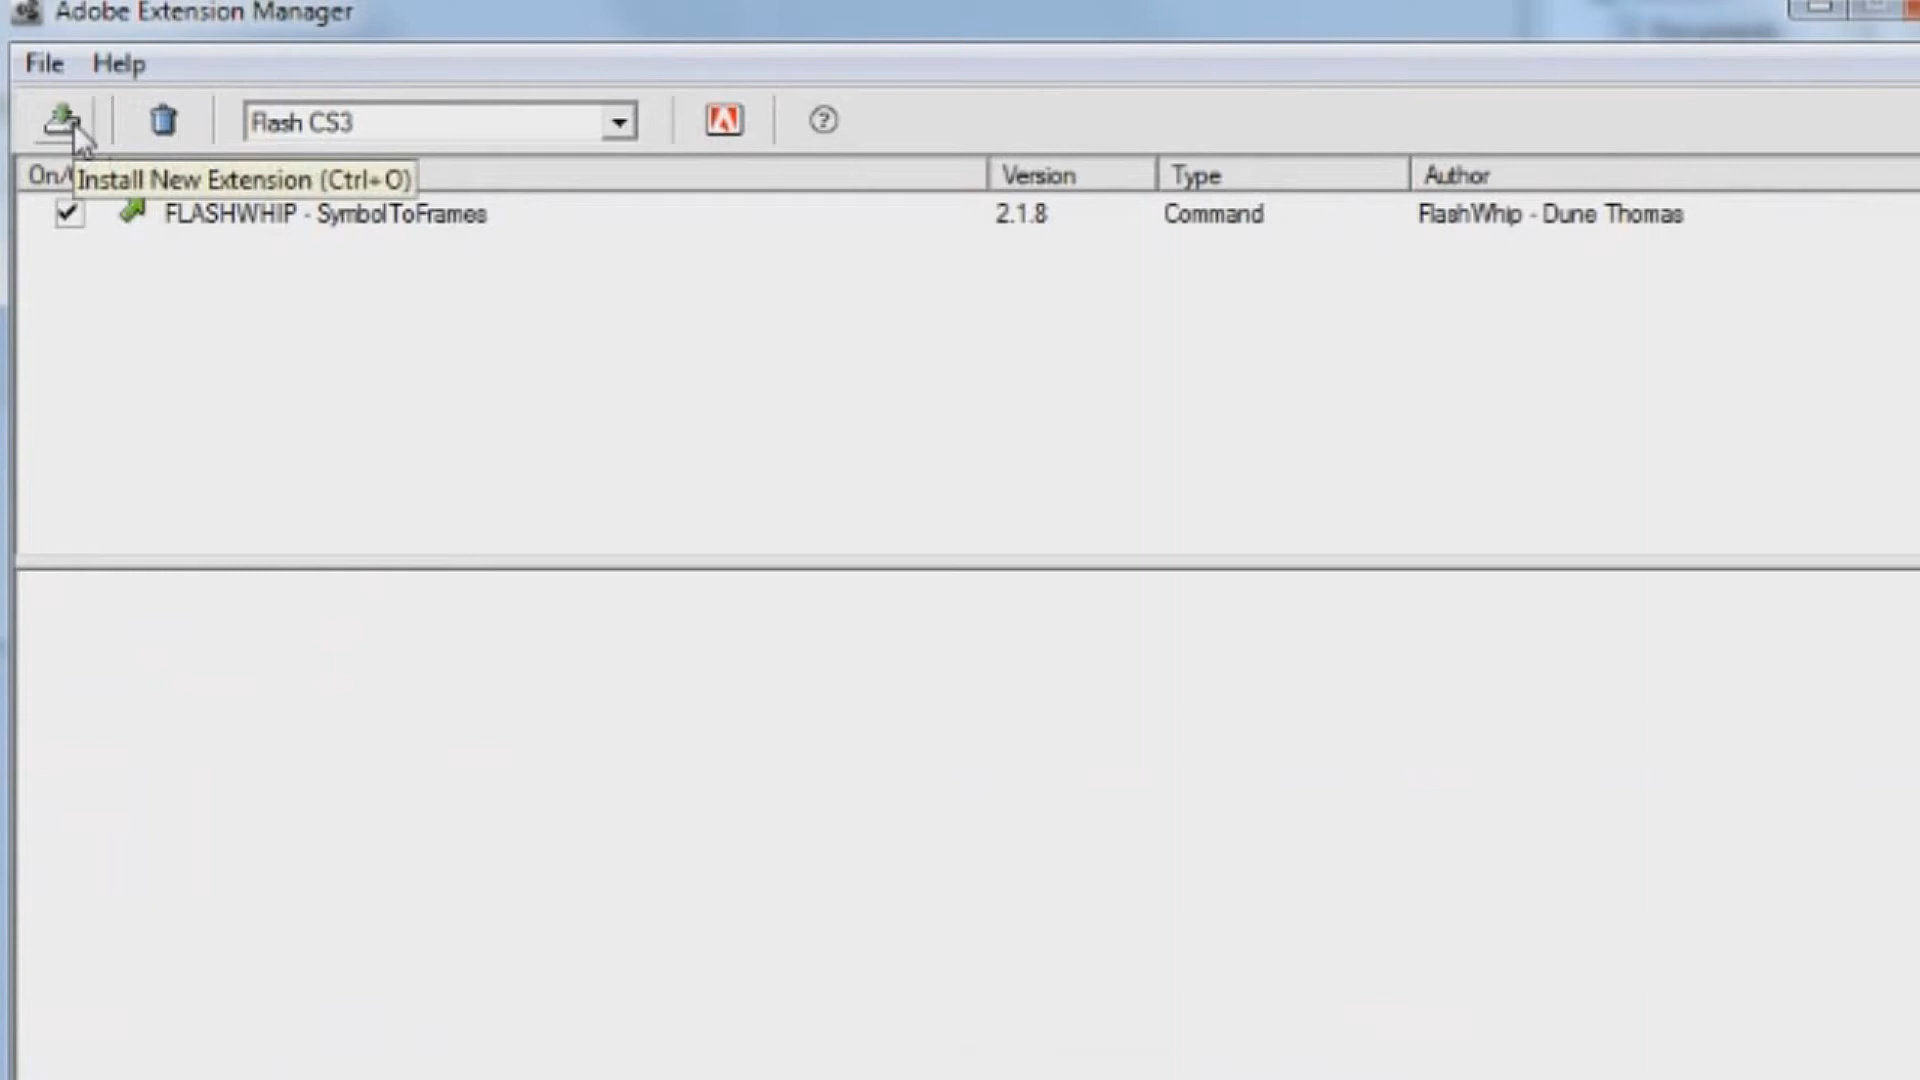 Adobe Extension Manager
File Help
Flash CS3
On/
Install New Extension (Ctrl+O)
Version Type Author
FLASHWHIP - SymbolToFrames 2.1.8 Command FlashWhip - Dune Thomas